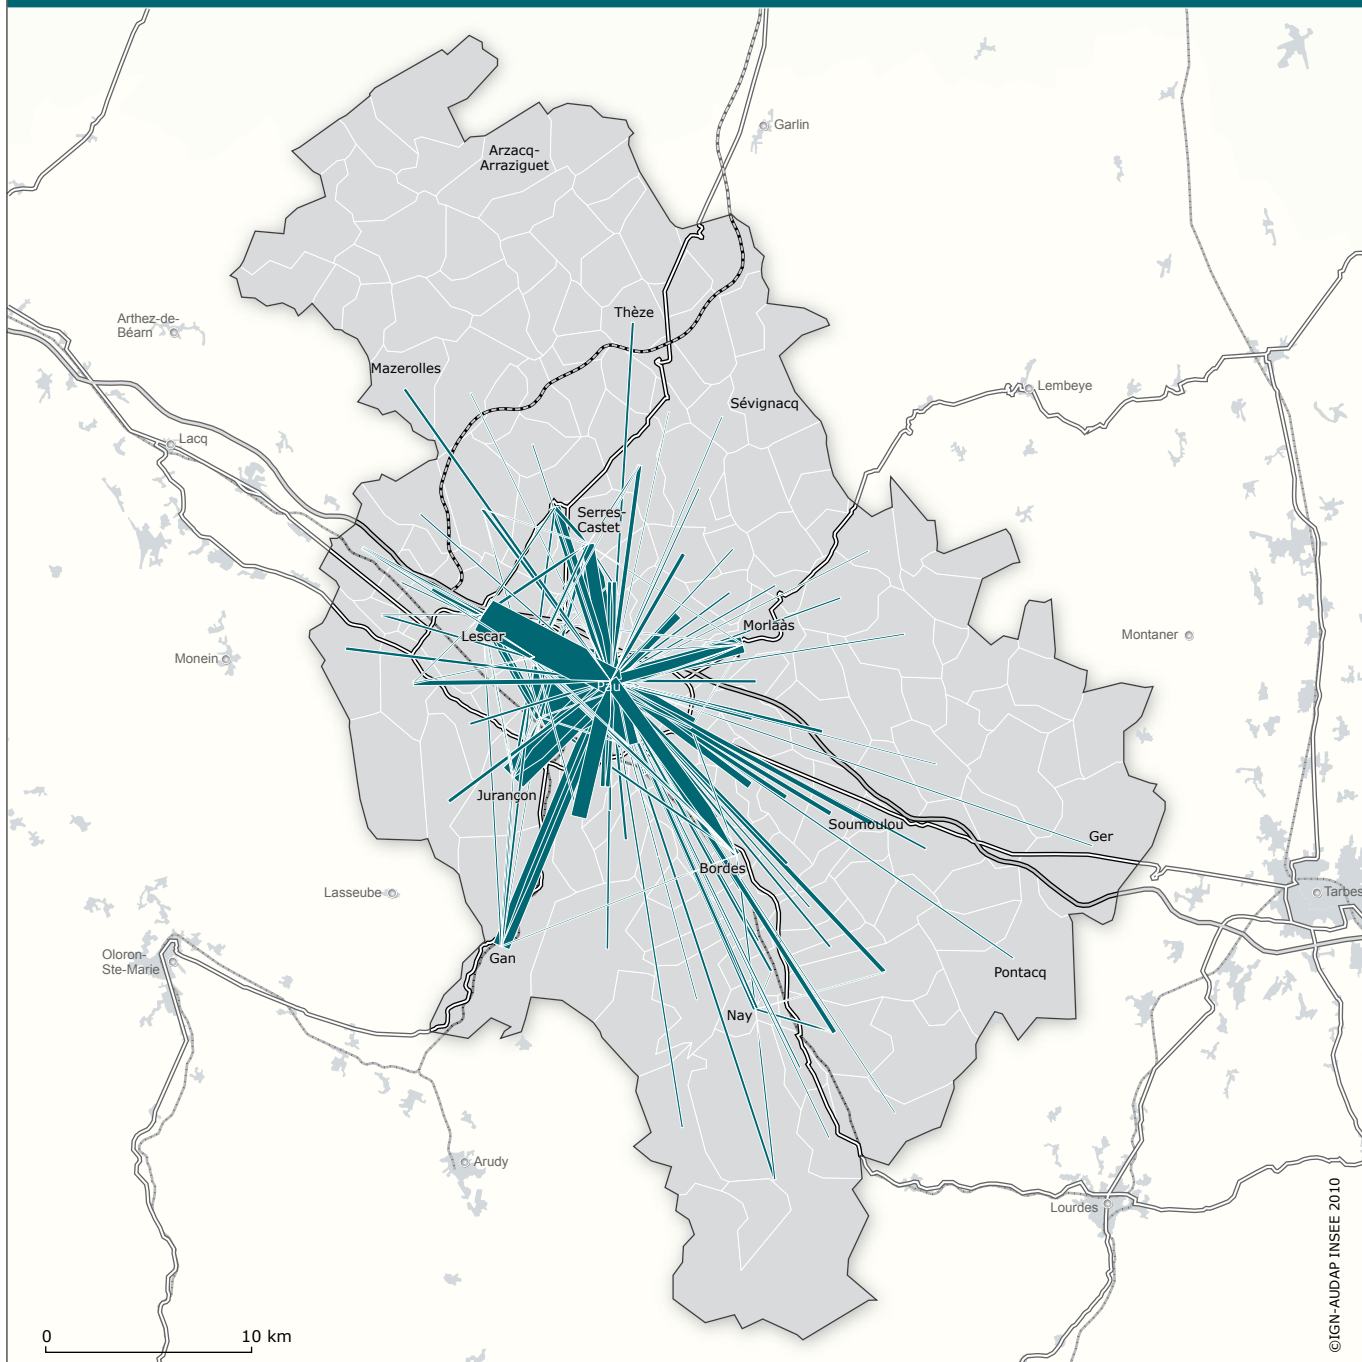 Garlin
Arzacq-
Arraziguet
Thèze
Arthez-de-
Béarn
Mazerolles
Lembeye
Sévignacq
Lacq
Serres-
Castet
Morlaàs
Lescar
Montaner
Monein
Pau
Jurançon
Soumoulou
Ger
Bordes
Lasseube
Tarbes
Oloron-
Ste-Marie
Gan
Pontacq
Nay
Arudy
Lourdes
0 10 km
©IGN-AUDAP INSEE 2010